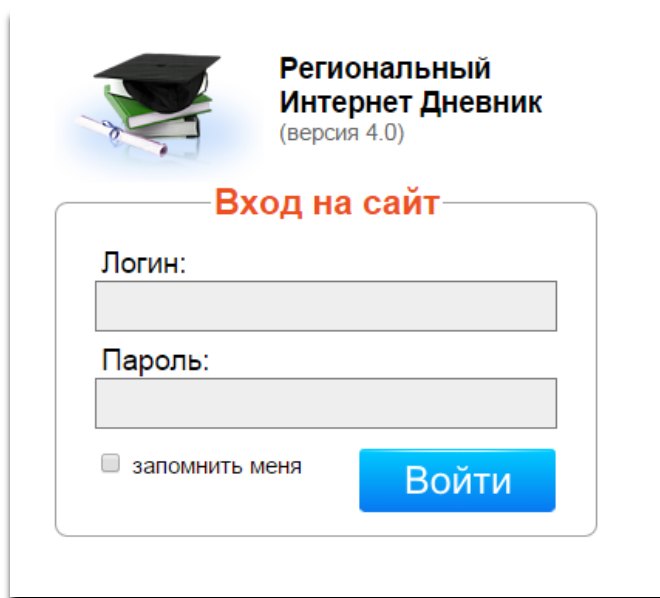 Региональный
Интернет Дневник
(версия 4.0)
Вход на сайт
Логин:
Пароль:
запомнить меня
Войти